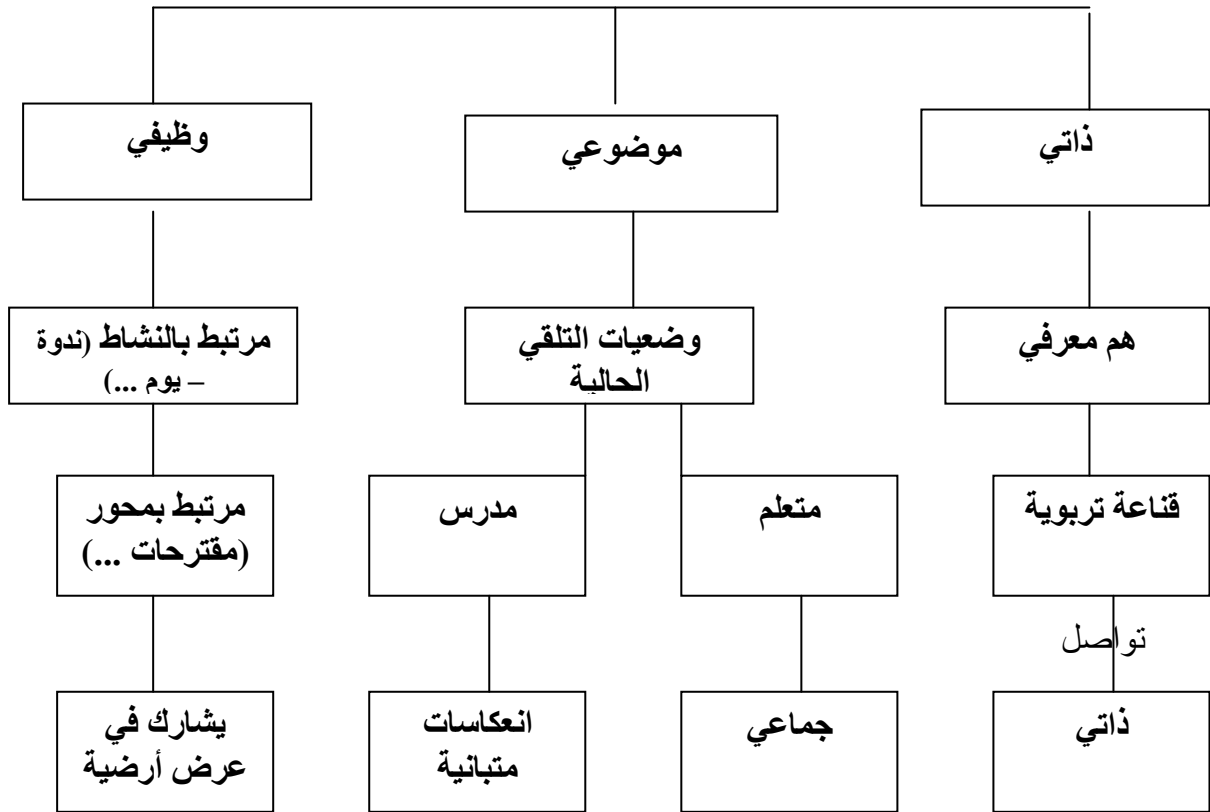 ذاتي
موضوعي
وظيفي
هم معرفي
وضعيات التلقي
الحالية
مرتبط بالنشاط (ندوة
– يوم ...)
قناعة تربوية
متعلم
مدرس
مرتبط بمحور
(مقترحات ...)
تواصل
ذاتي
جماعي
انعكاسات
متبانية
يشارك في
عرض أرضية